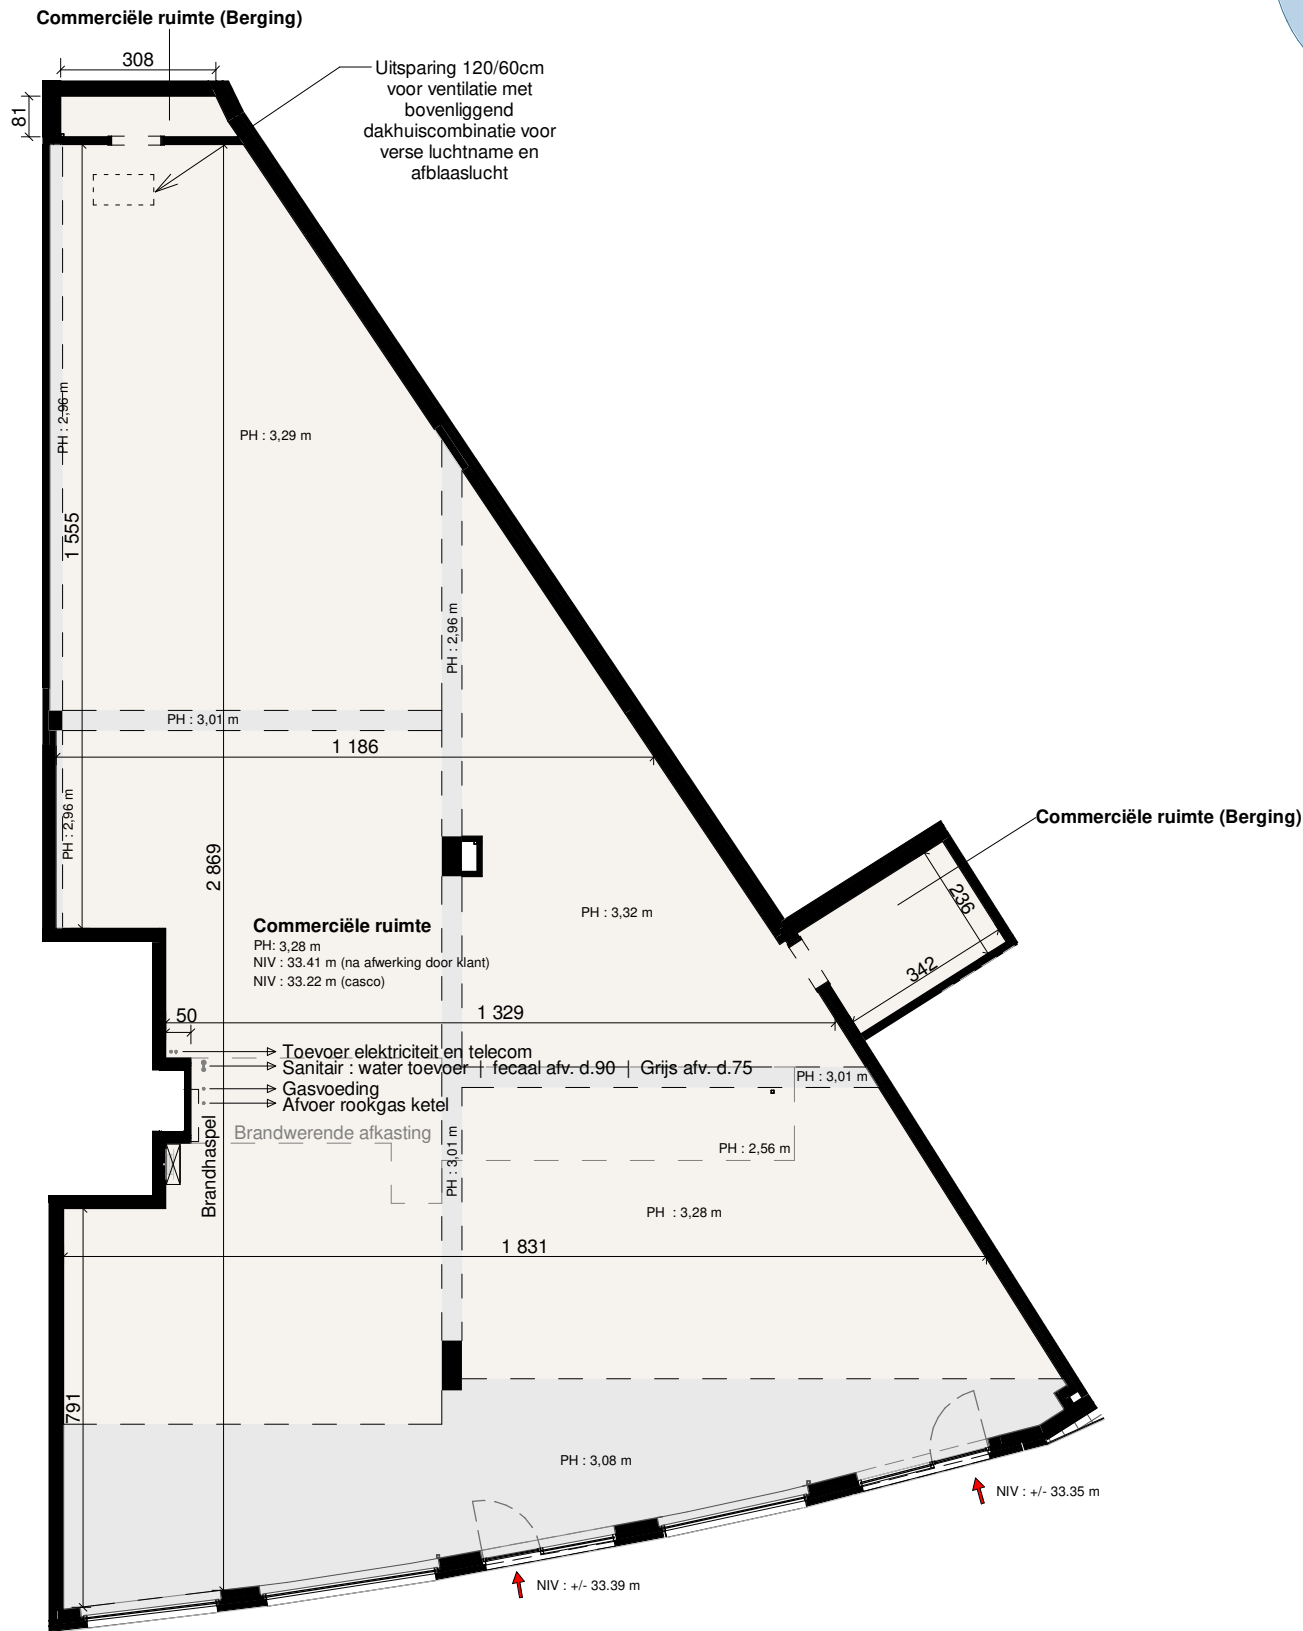 Commerciële ruimte (Berging)
308
81
Uitsparing 120/60cm
voor ventilatie met
bovenliggend
dakhuiscombinatie voor
verse luchtname en
afblaaslucht
PH : 2,96 m
PH : 3,29 m
1 555
PH : 2,96 m
PH : 3,01 m
1 186
PH : 2,96 m
2 869
Commerciële ruimte (Berging)
236
342
PH : 3,32 m
Commerciële ruimte
PH: 3,28 m
NIV : 33.41 m (na afwerking door klant)
NIV : 33.22 m (casco)
50
1 329
Toevoer elektriciteit en telecom
Sanitair : water toevoer | fecaal afv. d.90 | Grijs afv. d.75
Gasvoeding
Afvoer rookgas ketel
PH : 3,01 m
Brandhaspel
Brandwerende afkasting
PH : 3,01 m
PH : 2,56 m
PH : 3,28 m
1 831
791
PH : 3,08 m
NIV : +/- 33.35 m
NIV : +/- 33.39 m